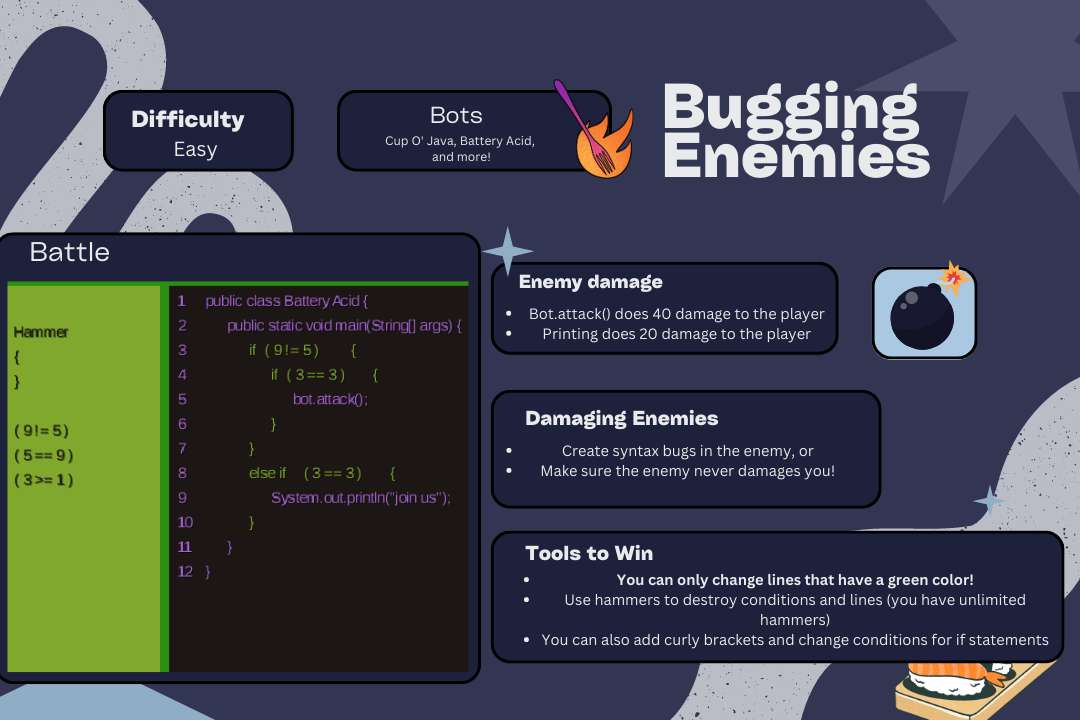 Difficulty
Easy
Bots
Cup O' Java, Battery Acid,
and more!
Bugging
Enemies
Battle
Hammer
{
}
( 9 != 5 )
( 5 == 9 )
( 3 >= 1 )
1 public class Battery Acid {
2 public static void main(String[] args) {
3 if ( 9 != 5 ) {
4 if ( 3 == 3 ) {
5 bot.attack();
6 }
7 }
8 else if ( 3 == 3 ) {
9 System.out.println("join us");
10 }
11 }
12 }
Enemy damage
• Bot.attack() does 40 damage to the player
• Printing does 20 damage to the player
Damaging Enemies
• Create syntax bugs in the enemy, or
• Make sure the enemy never damages you!
Tools to Win
• You can only change lines that have a green color!
• Use hammers to destroy conditions and lines (you have unlimited
hammers)
• You can also add curly brackets and change conditions for if statements